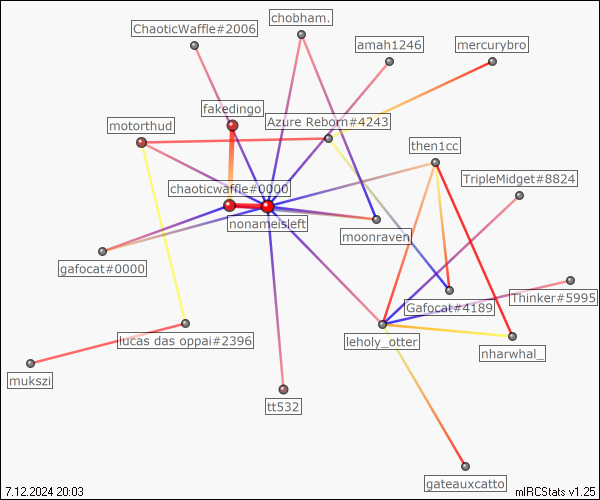 chobham.
ChaoticWaffle#2006
amah1246
mercurybro
fakedingo
Azure Reborn#4243
motorthud
then1cc
TripleMidget#8824
chaoticwaffle#0000
nonameisleft
moonraven
gafocat#0000
Thinker#5995
Gafocat#4189
lucas das oppai#2396
leholy_otter
nharwhal_
mukszi
tt532
gateauxcatto
7.12.2024 20:03
mIRCStats v1.25